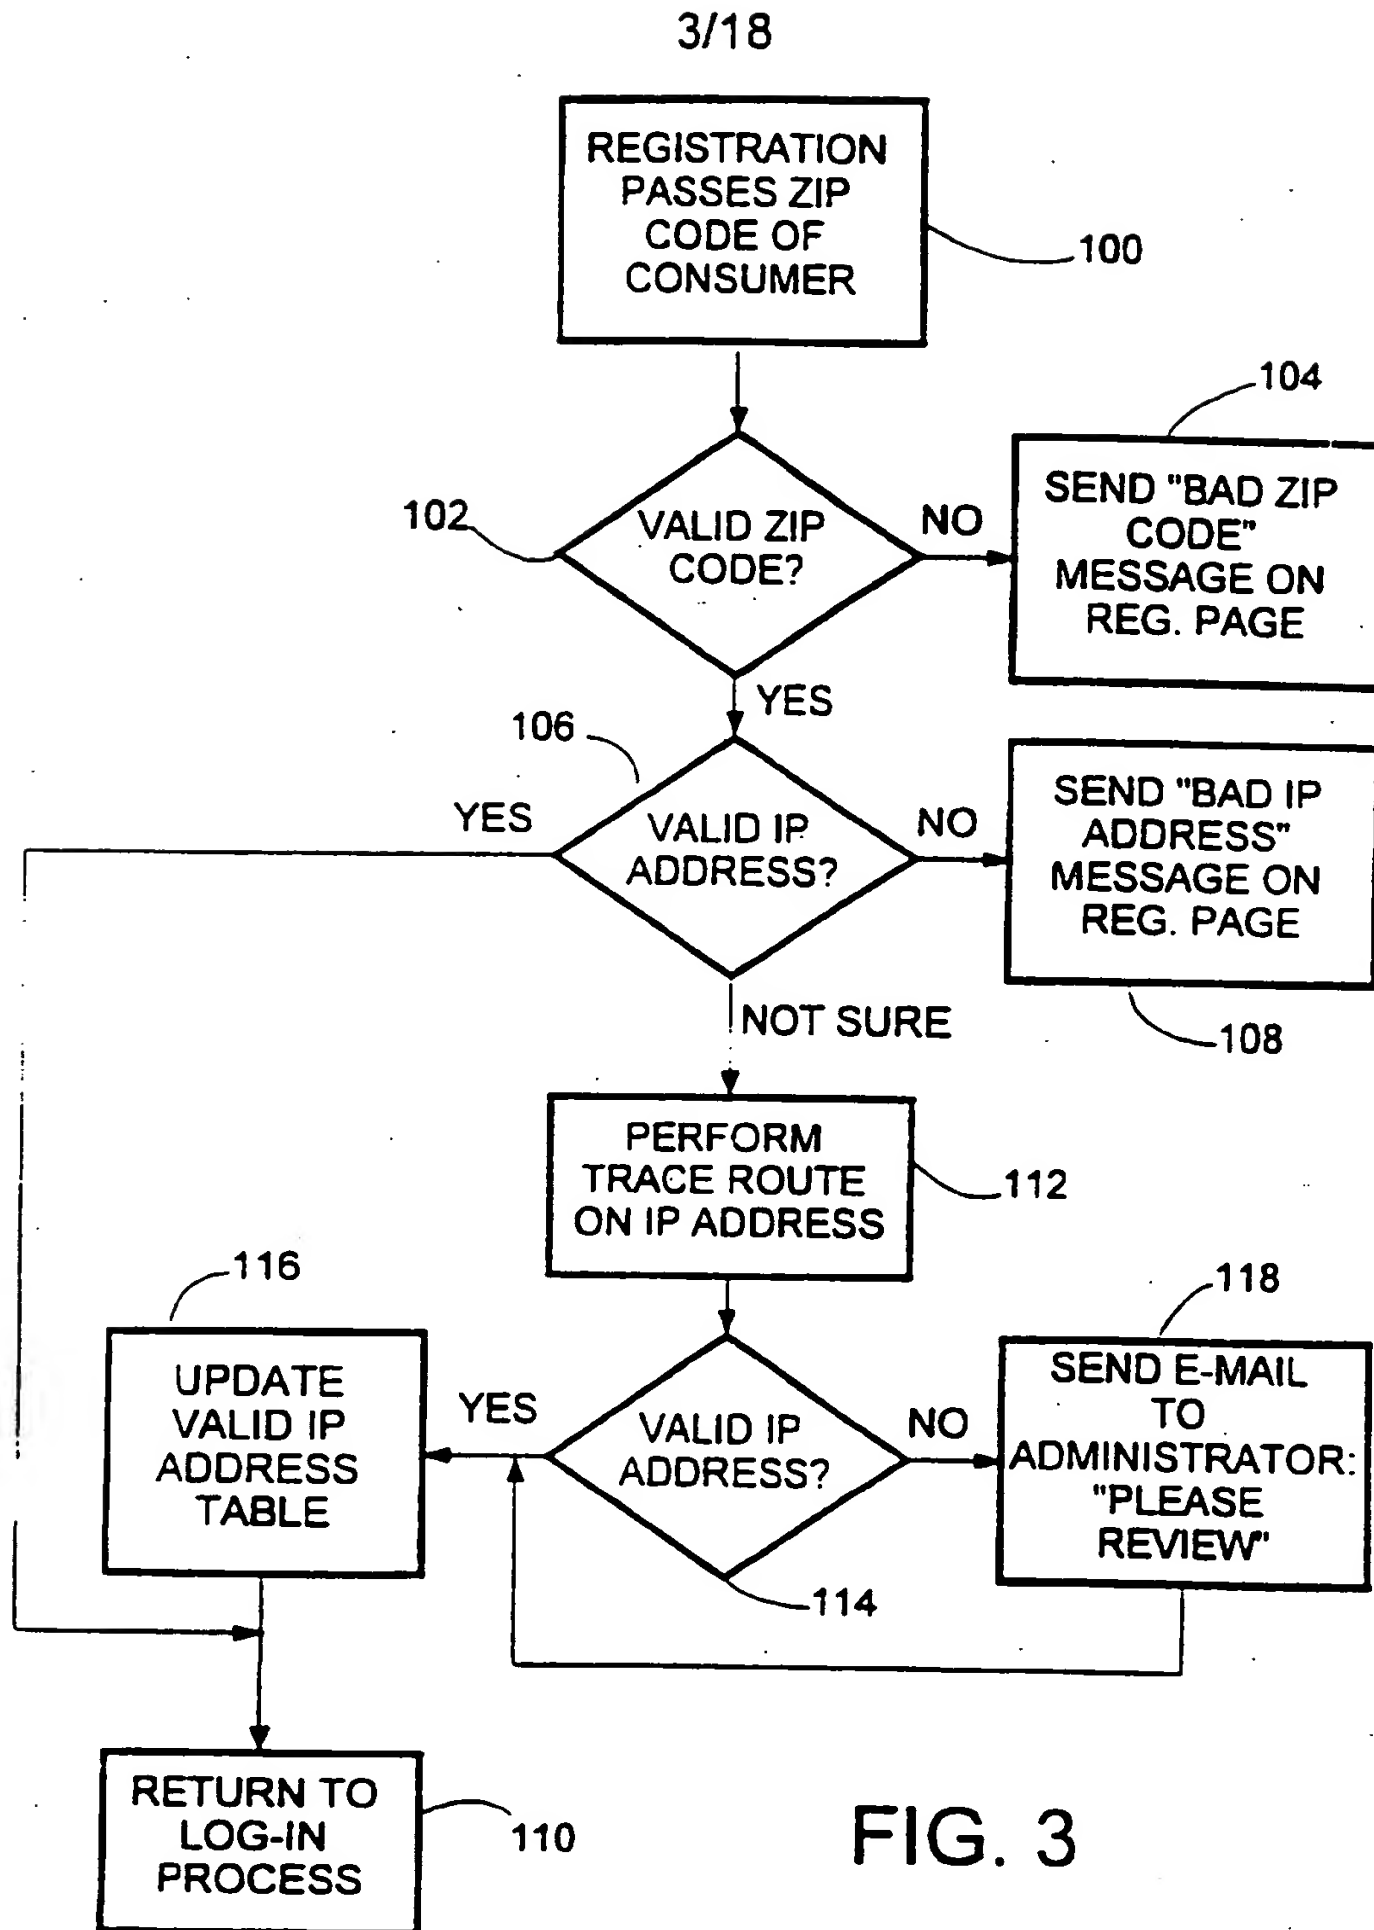 3/18
REGISTRATION
PASSES ZIP
CODE OF
CONSUMER
100
104
SEND "BAD ZIP
CODE"
MESSAGE ON
REG. PAGE
102
VALID ZIP
CODE?
NO
YES
106
YES
VALID IP
ADDRESS?
NO
SEND "BAD IP
ADDRESS"
MESSAGE ON
REG. PAGE
108
NOT SURE
PERFORM
TRACE ROUTE
ON IP ADDRESS
112
116
UPDATE
VALID IP
ADDRESS
TABLE
YES
VALID IP
ADDRESS?
NO
114
118
SEND E-MAIL
TO
ADMINISTRATOR:
"PLEASE
REVIEW"
RETURN TO
LOG-IN
PROCESS
110
FIG. 3